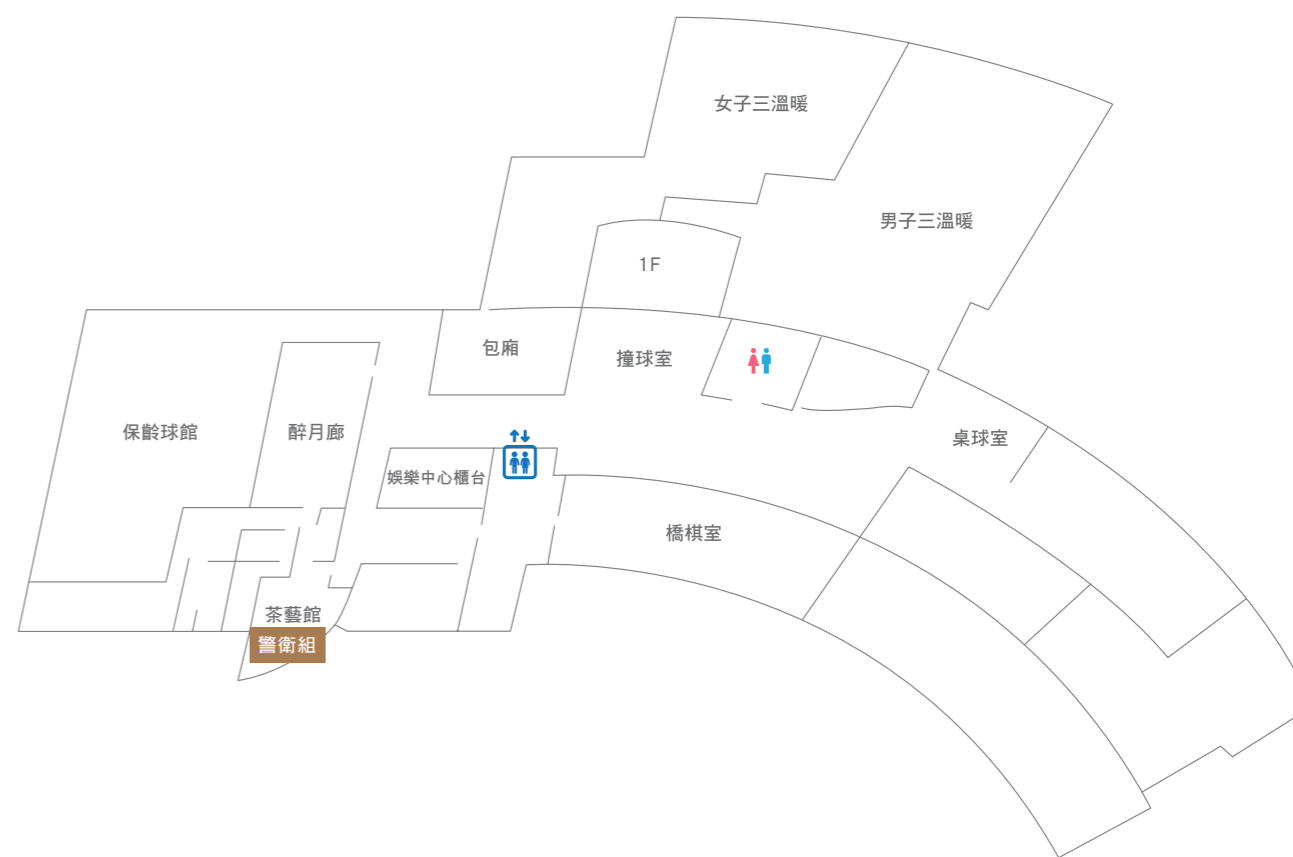 女子三溫暖
男子三溫暖
1F
包廂
撞球室
保齡球館
醉月廊
桌球室
娛樂中心櫃台
橋棋室
茶藝館
警衛組